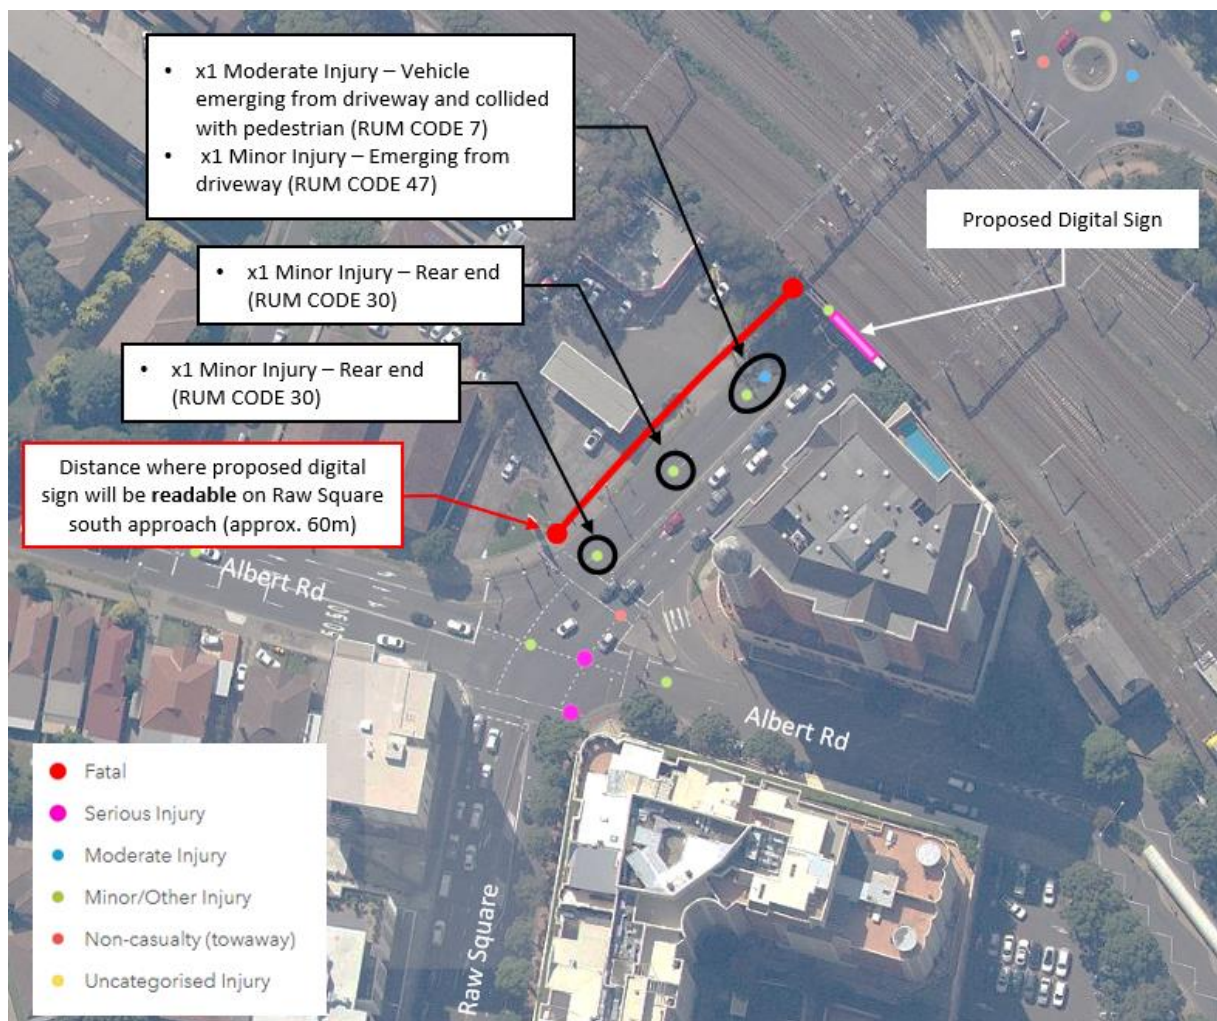 • x1 Moderate Injury – Vehicle
emerging from driveway and collided
with pedestrian (RUM CODE 7)
• x1 Minor Injury – Emerging from
driveway (RUM CODE 47)
Proposed Digital Sign
• x1 Minor Injury – Rear end
(RUM CODE 30)
• x1 Minor Injury – Rear end
(RUM CODE 30)
Distance where proposed digital
sign will be readable on Raw Square
south approach (approx. 60m)
Albert Rd
50 50
Albert Rd
Raw Square
Fatal
Serious Injury
Moderate Injury
Minor/Other Injury
Non-casualty (towaway)
Uncategorised Injury